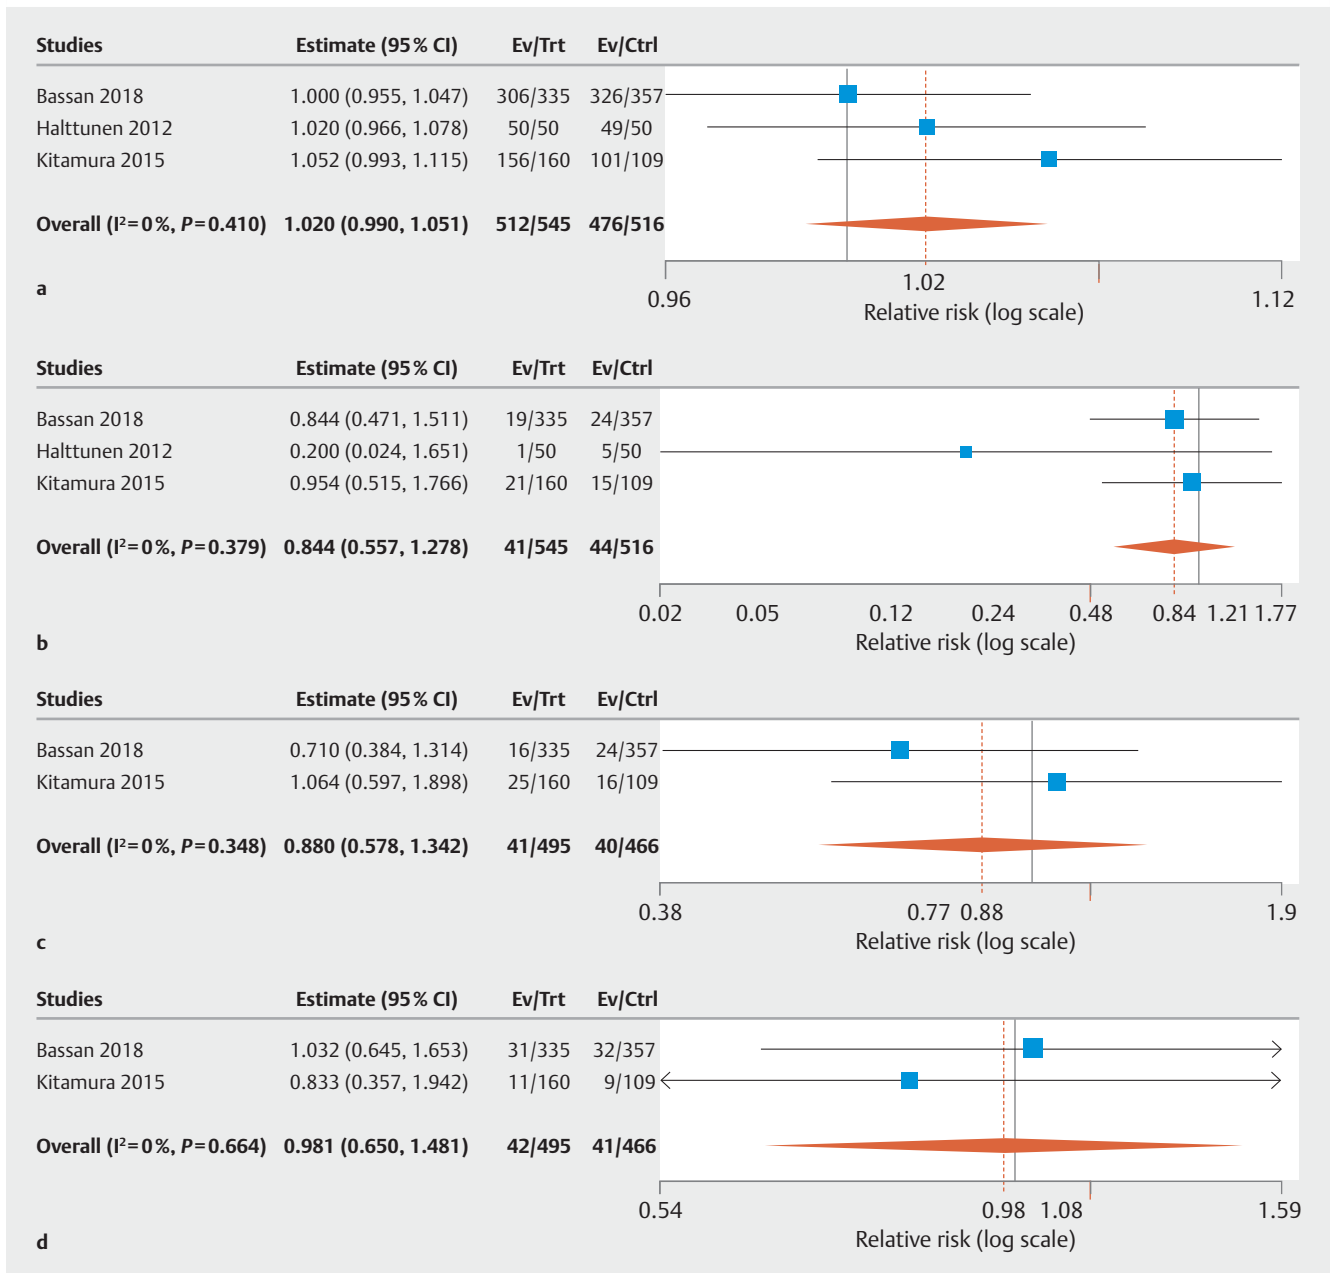 Studies Estimate (95% CI) Ev/Trt Ev/Ctrl
Bassan 2018 1.000 (0.955, 1.047) 306/335 326/357
Halttunen 2012 1.020 (0.966, 1.078) 50/50 49/50
Kitamura 2015 1.052 (0.993, 1.115) 156/160 101/109
Overall (I²=0%, P=0.410) 1.020 (0.990, 1.051) 512/545 476/516
0.96 1.02 1.12
Relative risk (log scale)
a
Studies Estimate (95% CI) Ev/Trt Ev/Ctrl
Bassan 2018 0.844 (0.471, 1.511) 19/335 24/357
Halttunen 2012 0.200 (0.024, 1.651) 1/50 5/50
Kitamura 2015 0.954 (0.515, 1.766) 21/160 15/109
Overall (I²=0%, P=0.379) 0.844 (0.557, 1.278) 41/545 44/516
0.02 0.05 0.12 0.24 0.48 0.84 1.21 1.77
Relative risk (log scale)
b
Studies Estimate (95% CI) Ev/Trt Ev/Ctrl
Bassan 2018 0.710 (0.384, 1.314) 16/335 24/357
Kitamura 2015 1.064 (0.597, 1.898) 25/160 16/109
Overall (I²=0%, P=0.348) 0.880 (0.578, 1.342) 41/495 40/466
0.38 0.77 0.88 1.9
Relative risk (log scale)
c
Studies Estimate (95% CI) Ev/Trt Ev/Ctrl
Bassan 2018 1.032 (0.645, 1.653) 31/335 32/357
Kitamura 2015 0.833 (0.357, 1.942) 11/160 9/109
Overall (I²=0%, P=0.664) 0.981 (0.650, 1.481) 42/495 41/466
0.54 0.98 1.08 1.59
Relative risk (log scale)
d